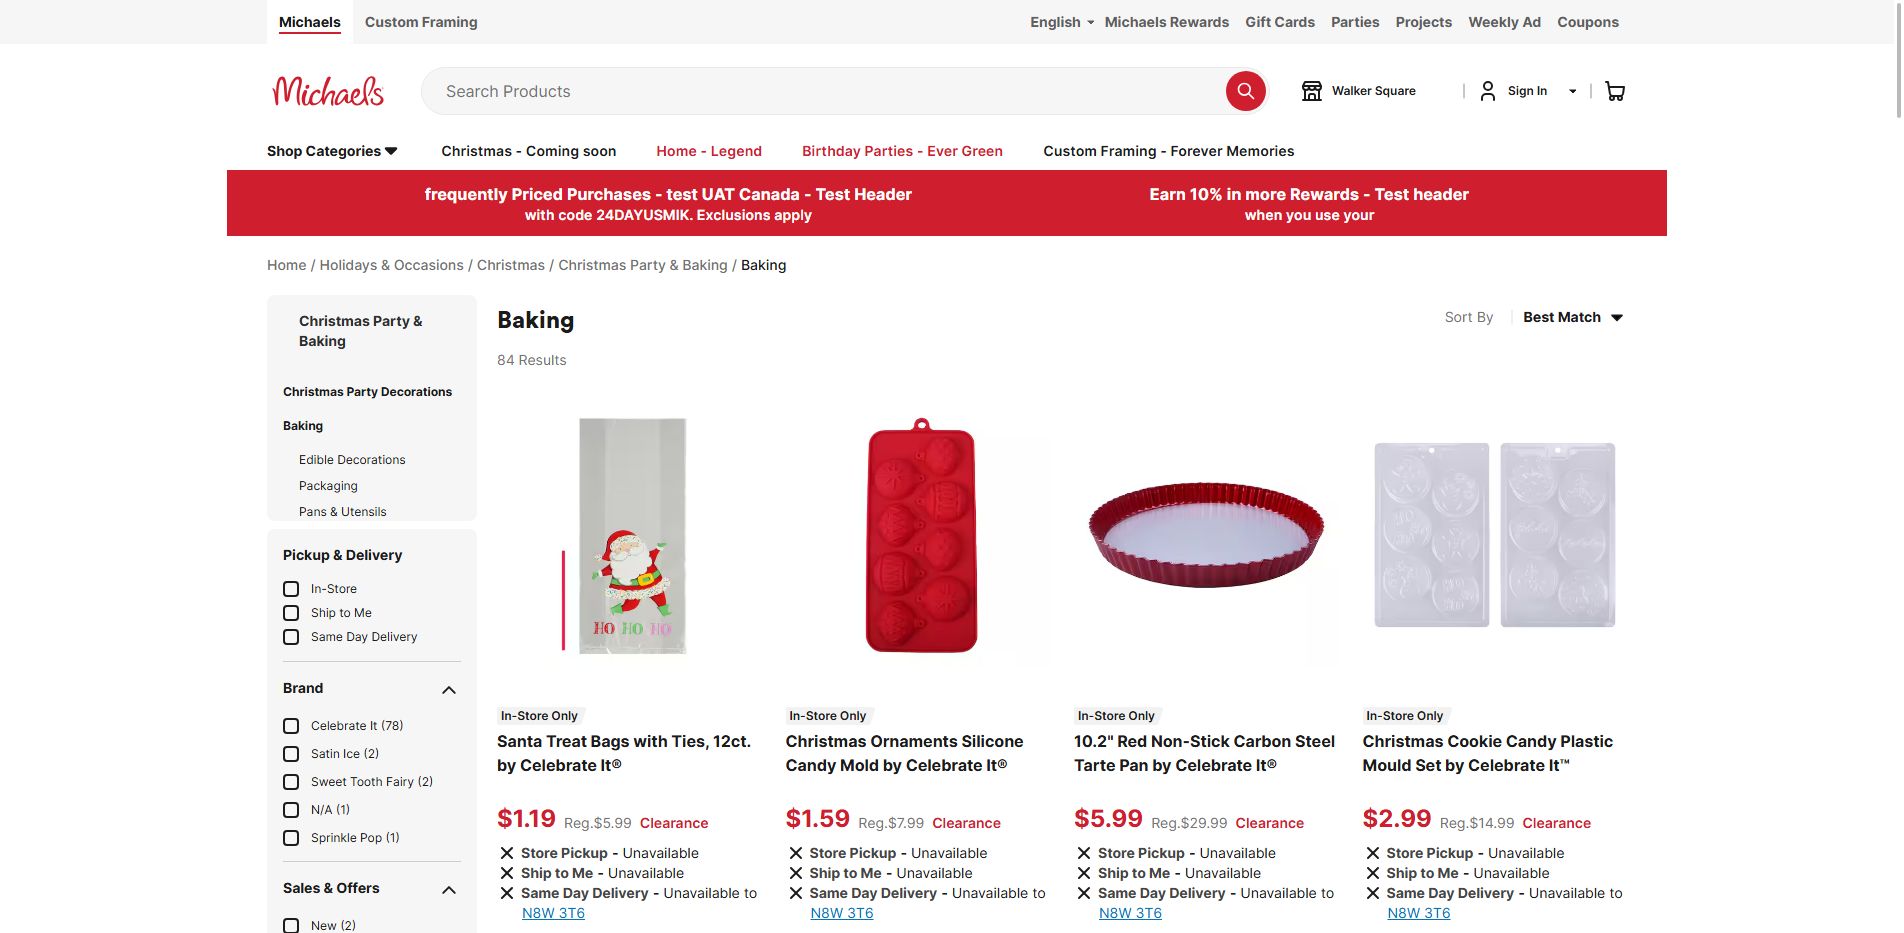 Michaels
Custom Framing
English
Michaels Rewards
Gift Cards
Parties
Projects
Weekly Ad
Coupons
Michaels
Search Products
Walker Square
Sign In
Shop Categories
Christmas - Coming soon
Home - Legend
Birthday Parties - Ever Green
Custom Framing - Forever Memories
frequently Priced Purchases - test UAT Canada - Test Header
with code 24DAYUSMIK. Exclusions apply
Earn 10% in more Rewards - Test header
when you use your
Home / Holidays & Occasions / Christmas / Christmas Party & Baking / Baking
Christmas Party &
Baking
Christmas Party Decorations
Baking
Edible Decorations
Packaging
Pans & Utensils
Pickup & Delivery
In-Store
Ship to Me
Same Day Delivery
Brand
Celebrate It (78)
Satin Ice (2)
Sweet Tooth Fairy (2)
N/A (1)
Sprinkle Pop (1)
Sales & Offers
New (2)
Baking
84 Results
Sort By
Best Match
HO HO HO
In-Store Only
Santa Treat Bags with Ties, 12ct.
by Celebrate It®
$1.19 Reg.$5.99 Clearance
Store Pickup - Unavailable
Ship to Me - Unavailable
Same Day Delivery - Unavailable to
N8W 3T6
In-Store Only
Christmas Ornaments Silicone
Candy Mold by Celebrate It®
$1.59 Reg.$7.99 Clearance
Store Pickup - Unavailable
Ship to Me - Unavailable
Same Day Delivery - Unavailable to
N8W 3T6
In-Store Only
10.2" Red Non-Stick Carbon Steel
Tarte Pan by Celebrate It®
$5.99 Reg.$29.99 Clearance
Store Pickup - Unavailable
Ship to Me - Unavailable
Same Day Delivery - Unavailable to
N8W 3T6
In-Store Only
Christmas Cookie Candy Plastic
Mould Set by Celebrate It™
$2.99 Reg.$14.99 Clearance
Store Pickup - Unavailable
Ship to Me - Unavailable
Same Day Delivery - Unavailable to
N8W 3T6